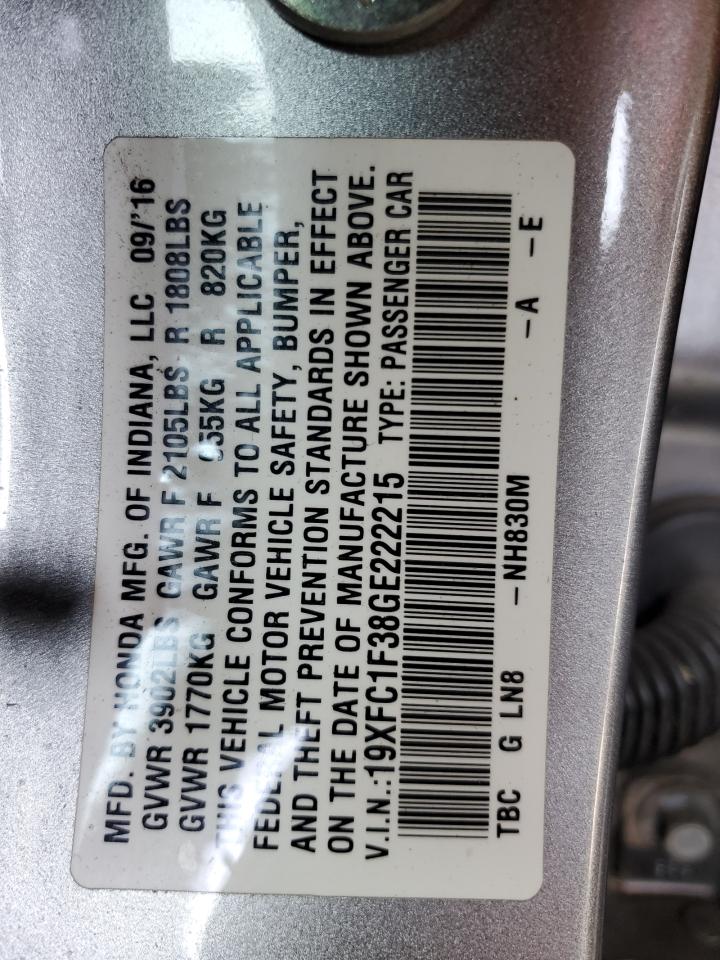 MFD. BY HONDA MFG. OF INDIANA, LLC 09/'16
GVWR 3902LBS GAWR F 2105LBS R 1808LBS
GVWR 1770KG GAWR F 955KG R 820KG
THIS VEHICLE CONFORMS TO ALL APPLICABLE
FEDERAL MOTOR VEHICLE SAFETY, BUMPER,
AND THEFT PREVENTION STANDARDS IN EFFECT
ON THE DATE OF MANUFACTURE SHOWN ABOVE.
V.I.N.:19XFC1F38GE222215 TYPE: PASSENGER CAR
TBC G LN8 -NH830M -A -E